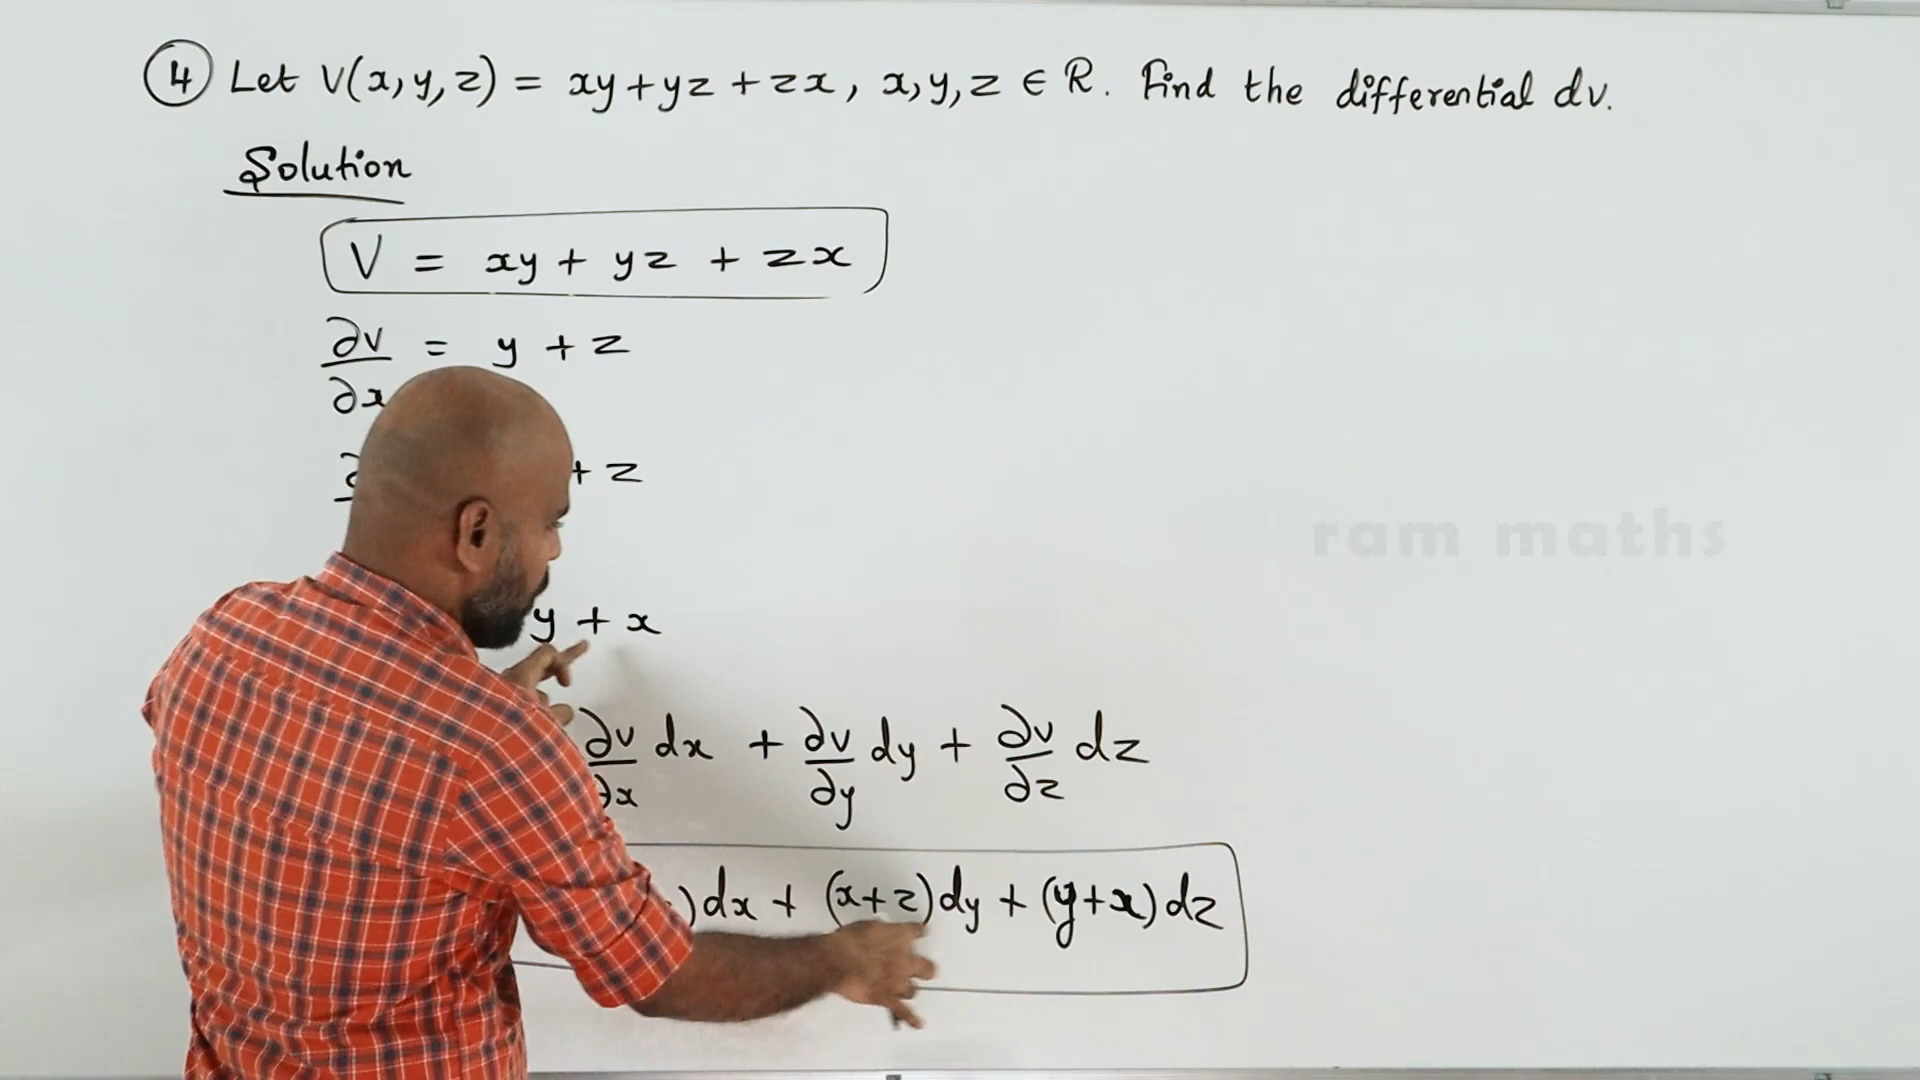 ④ Let V(x, y, z) = xy + yz + zx, x, y, z ∈ R. Find the differential dv.
Solution
V = xy + yz + zx
∂v/∂x = y + z
+ z
y + x
∂v/∂x dx + ∂v/∂y dy + ∂v/∂z dz
) dx + (x+z) dy + (y+x) dz
ram maths